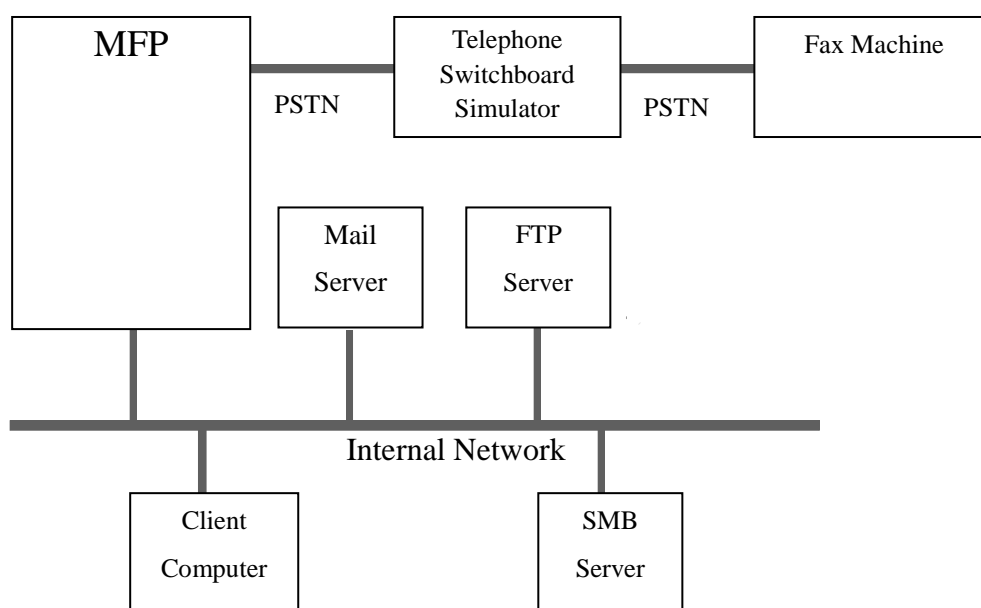 MFP
Telephone
Switchboard
Simulator
Fax Machine
PSTN
PSTN
Mail
Server
FTP
Server
Internal Network
Client
Computer
SMB
Server